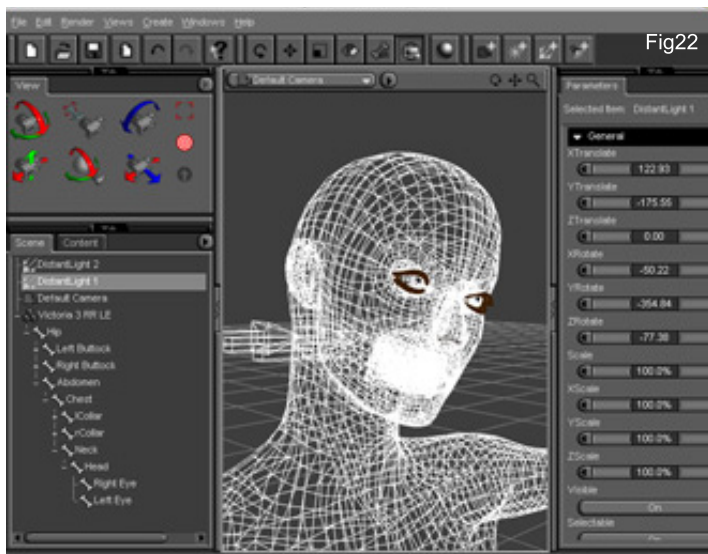 File Edit Render Views Create Windows Help
Fig22
View
Default Camera
Parameters
Selected Item: DistantLight 1
General
XTranslate
122.93
YTranslate
-175.55
ZTranslate
0.00
XRotate
-50.22
YRotate
-354.84
ZRotate
-77.38
Scale
100.0%
XScale
100.0%
YScale
100.0%
ZScale
100.0%
Visible
On
Selectable
On
Scene Content
DistantLight 2
DistantLight 1
Default Camera
Victoria 3 RR LE
Hip
Left Buttock
Right Buttock
Abdomen
Chest
lCollar
rCollar
Neck
Head
Right Eye
Left Eye